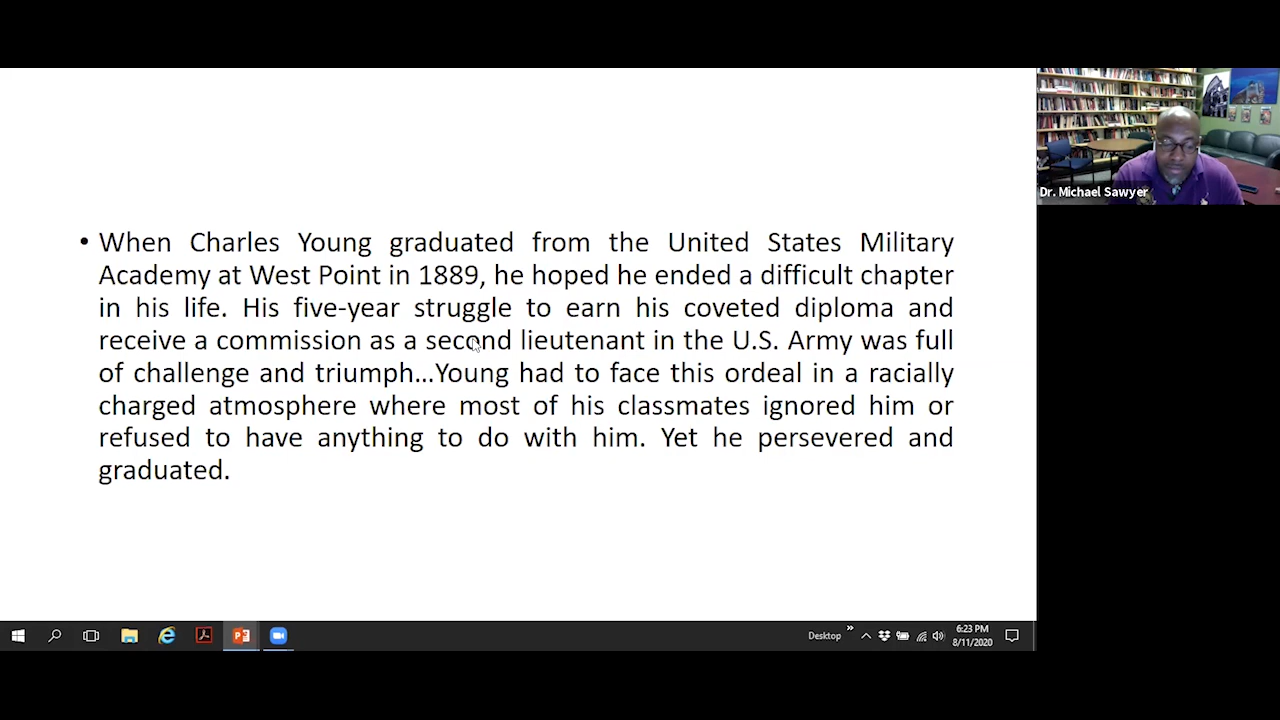 Dr. Michael Sawyer
• When Charles Young graduated from the United States Military
Academy at West Point in 1889, he hoped he ended a difficult chapter
in his life. His five-year struggle to earn his coveted diploma and
receive a commission as a second lieutenant in the U.S. Army was full
of challenge and triumph...Young had to face this ordeal in a racially
charged atmosphere where most of his classmates ignored him or
refused to have anything to do with him. Yet he persevered and
graduated.
Desktop
6:23 PM
8/11/2020